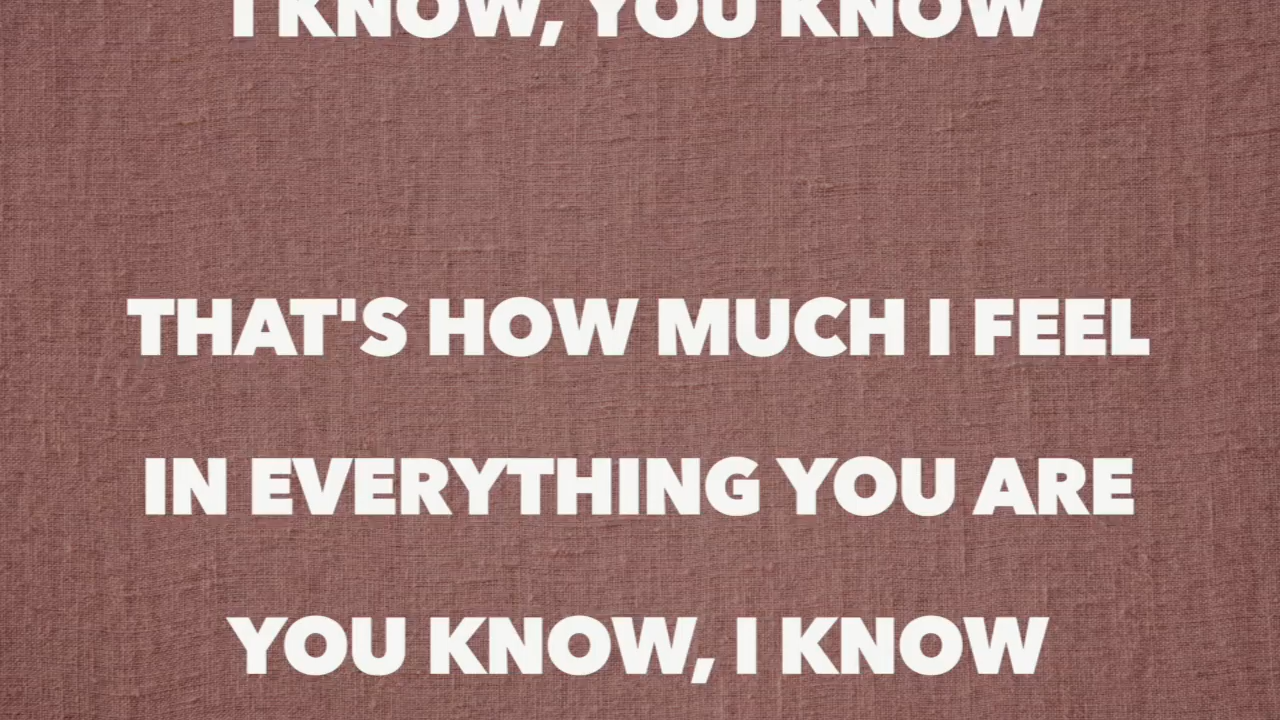 I KNOW, YOU KNOW
THAT'S HOW MUCH I FEEL
IN EVERYTHING YOU ARE
YOU KNOW, I KNOW